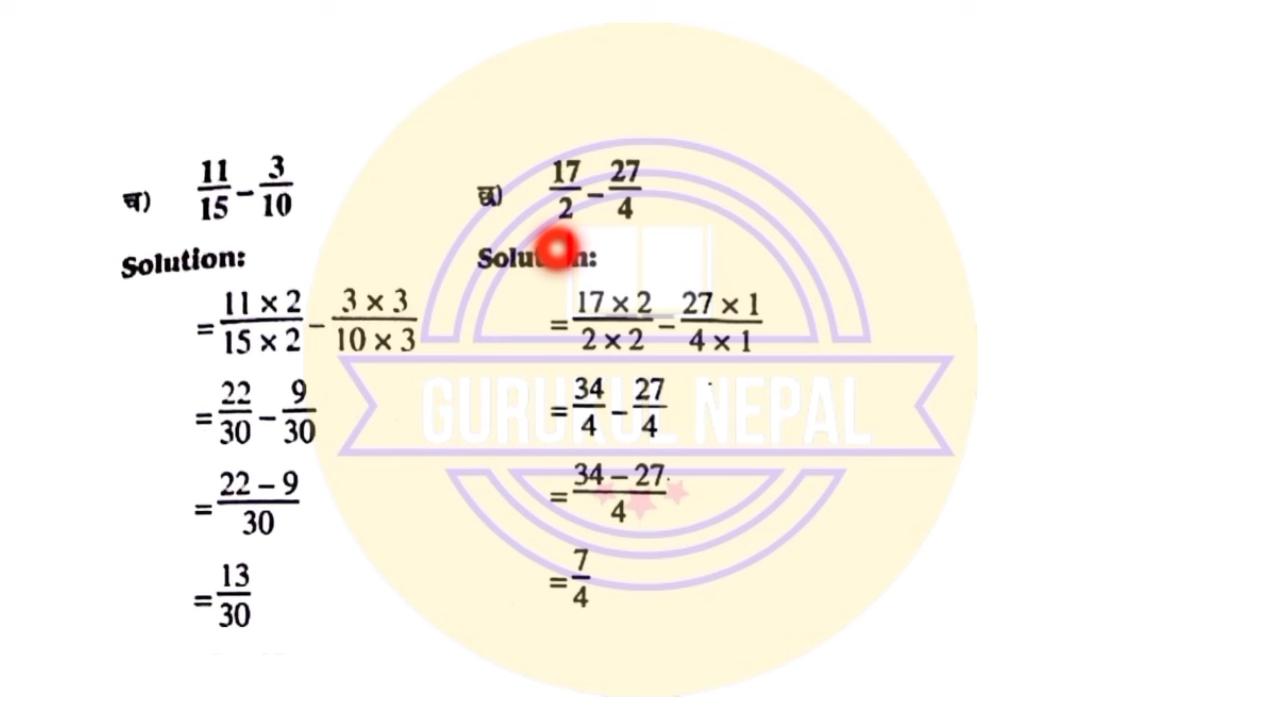 च) 11/15 − 3/10
Solution:
= 11 × 2/15 × 2 − 3 × 3/10 × 3
= 22/30 − 9/30
= 22 − 9/30
= 13/30
छ) 17/2 − 27/4
Solution:
= 17 × 2/2 × 2 − 27 × 1/4 × 1
= 34/4 − 27/4
= 34 − 27/4
= 7/4
GURUKUL NEPAL